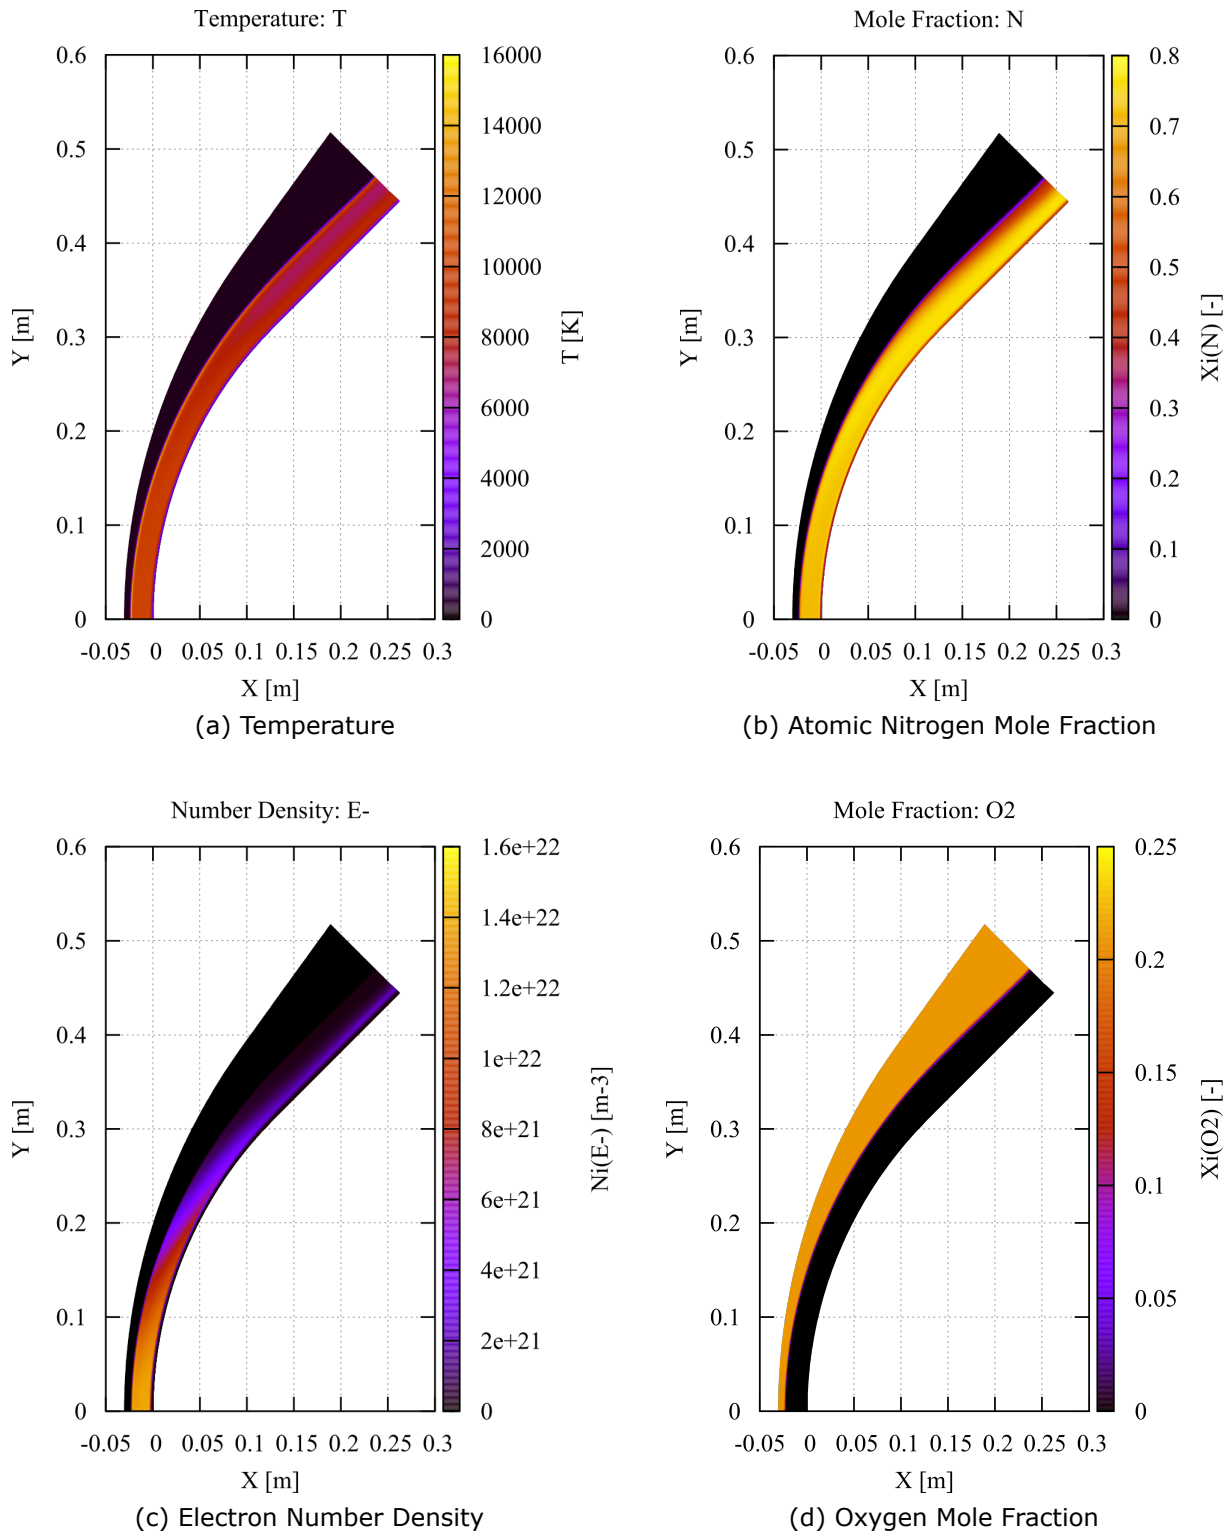 Temperature: T
0.6
0.5
0.4
0.3
0.2
0.1
0
Y [m]
-0.05 0 0.05 0.1 0.15 0.2 0.25 0.3
X [m]
16000
14000
12000
10000
8000
6000
4000
2000
0
T [K]
(a) Temperature
Mole Fraction: N
0.6
0.5
0.4
0.3
0.2
0.1
0
Y [m]
-0.05 0 0.05 0.1 0.15 0.2 0.25 0.3
X [m]
0.8
0.7
0.6
0.5
0.4
0.3
0.2
0.1
0
Xi(N) [-]
(b) Atomic Nitrogen Mole Fraction
Number Density: E-
0.6
0.5
0.4
0.3
0.2
0.1
0
Y [m]
-0.05 0 0.05 0.1 0.15 0.2 0.25 0.3
X [m]
1.6e+22
1.4e+22
1.2e+22
1e+22
8e+21
6e+21
4e+21
2e+21
0
Ni(E-) [m-3]
(c) Electron Number Density
Mole Fraction: O2
0.6
0.5
0.4
0.3
0.2
0.1
0
Y [m]
-0.05 0 0.05 0.1 0.15 0.2 0.25 0.3
X [m]
0.25
0.2
0.15
0.1
0.05
0
Xi(O2) [-]
(d) Oxygen Mole Fraction